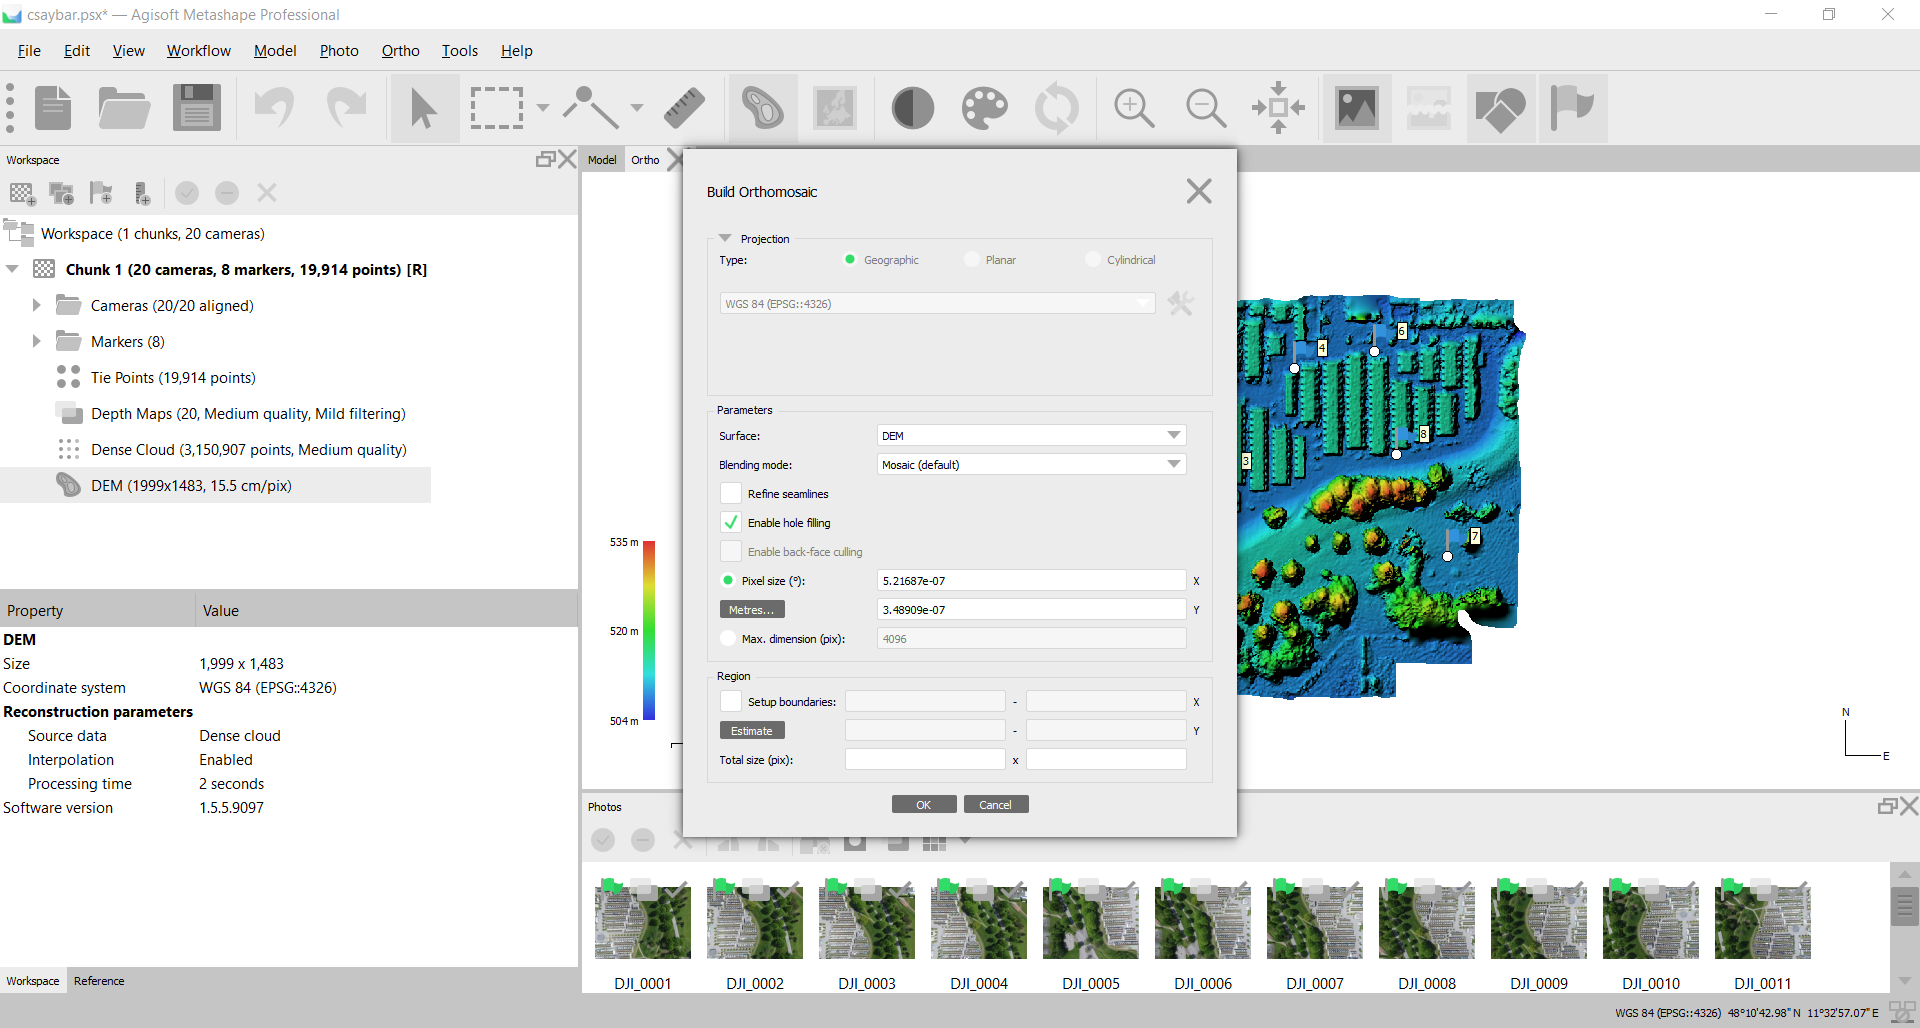 csaybar.psx* — Agisoft Metashape Professional
File Edit View Workflow Model Photo Ortho Tools Help
Workspace
Model Ortho
Workspace (1 chunks, 20 cameras)
Chunk 1 (20 cameras, 8 markers, 19,914 points) [R]
Cameras (20/20 aligned)
Markers (8)
Tie Points (19,914 points)
Depth Maps (20, Medium quality, Mild filtering)
Dense Cloud (3,150,907 points, Medium quality)
DEM (1999x1483, 15.5 cm/pix)
Property Value
DEM
Size 1,999 x 1,483
Coordinate system WGS 84 (EPSG::4326)
Reconstruction parameters
Source data Dense cloud
Interpolation Enabled
Processing time 2 seconds
Software version 1.5.5.9097
Workspace Reference
535 m
520 m
504 m
Build Orthomosaic
Projection
Type: Geographic Planar Cylindrical
WGS 84 (EPSG::4326)
Parameters
Surface: DEM
Blending mode: Mosaic (default)
Refine seamlines
Enable hole filling
Enable back-face culling
Pixel size (°): 5.21687e-07 X
Metres... 3.48909e-07 Y
Max. dimension (pix): 4096
Region
Setup boundaries: - X
Estimate - Y
Total size (pix): x
OK Cancel
6
4
8
3
7
N
E
Photos
DJI_0001 DJI_0002 DJI_0003 DJI_0004 DJI_0005 DJI_0006 DJI_0007 DJI_0008 DJI_0009 DJI_0010 DJI_0011
WGS 84 (EPSG::4326) 48°10'42.98" N 11°32'57.07" E